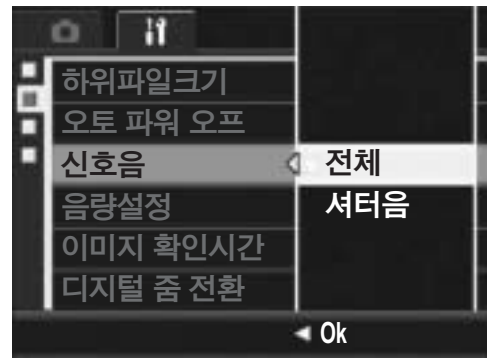 하위파일크기
오토 파워 오프
신호음
전체
음량설정
셔터음
이미지 확인시간
디지털 줌 전환
Ok